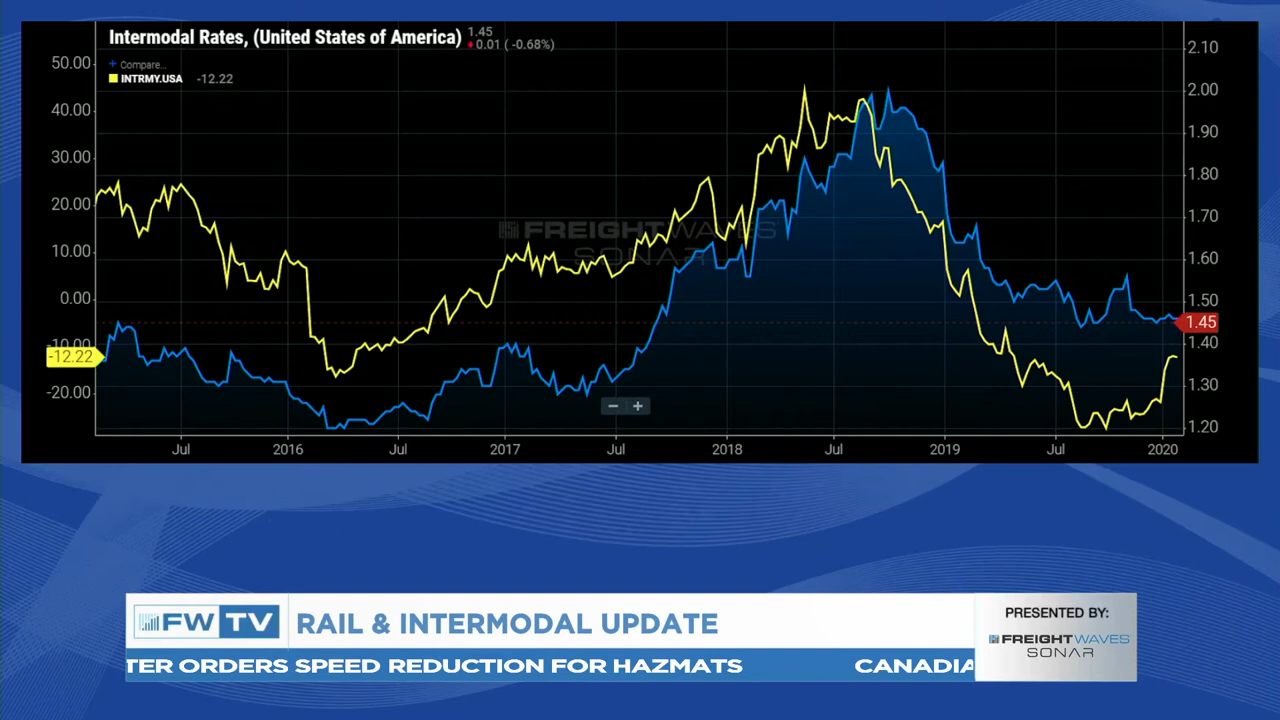 Intermodal Rates, (United States of America) 1.45
0.01 ( -0.68%)
+ Compare...
INTRMY.USA -12.22
50.00
40.00
30.00
20.00
10.00
0.00
-10.00
-12.22
-20.00
2.10
2.00
1.90
1.80
1.70
1.60
1.50
1.45
1.40
1.30
1.20
FREIGHTWAVES
SONAR
− +
Jul 2016 Jul 2017 Jul 2018 Jul 2019 Jul 2020
FWTV RAIL & INTERMODAL UPDATE
TER ORDERS SPEED REDUCTION FOR HAZMATS CANADIA
PRESENTED BY:
FREIGHTWAVES
SONAR